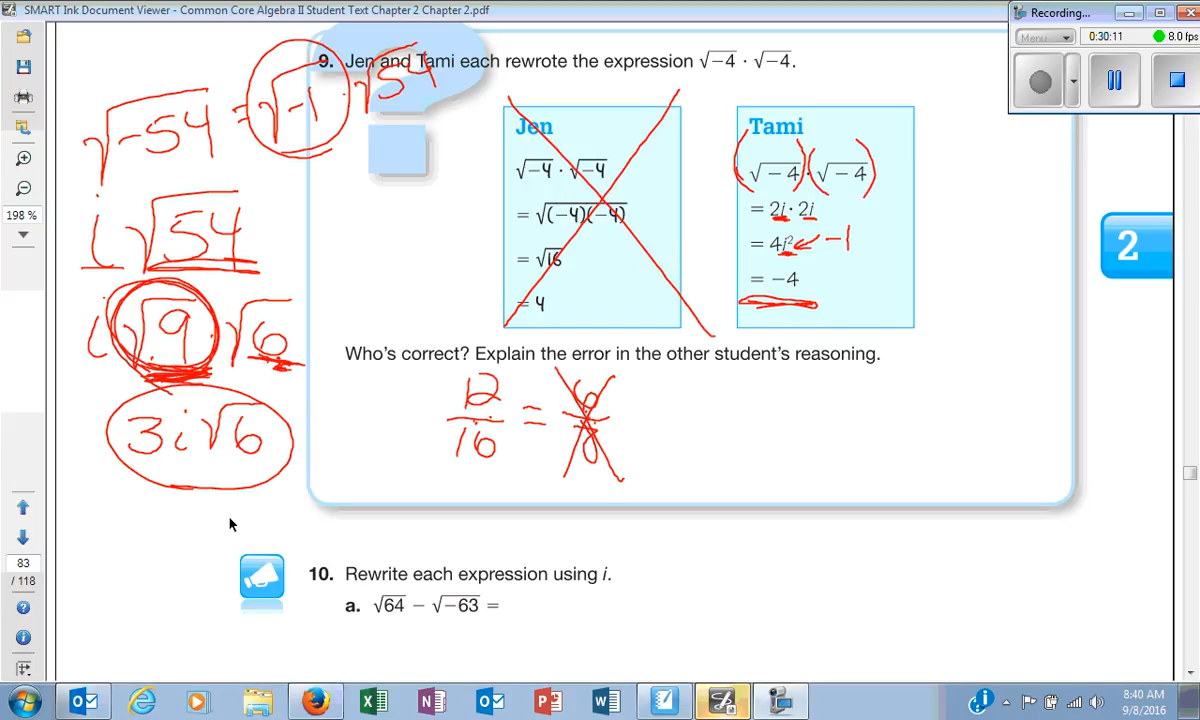 SMART Ink Document Viewer - Common Core Algebra II Student Text Chapter 2 Chapter 2.pdf
Recording...
Menu
0:30:11
8.0 fps
198 %
83
/ 118
9. Jen and Tami each rewrote the expression √−4 · √−4.
√-54 = √-1 · √54
i √54
i √9 · √6
3i√6
Jen
√−4 · √−4
= √(−4)(−4)
= √16
= 4
Tami
(√−4) · (√−4)
= 2i · 2i
= 4i² ← -1
= −4
2
Who's correct? Explain the error in the other student's reasoning.
12/16 = 6/8
10. Rewrite each expression using i.
a. √64 − √−63 =
8:40 AM
9/8/2016